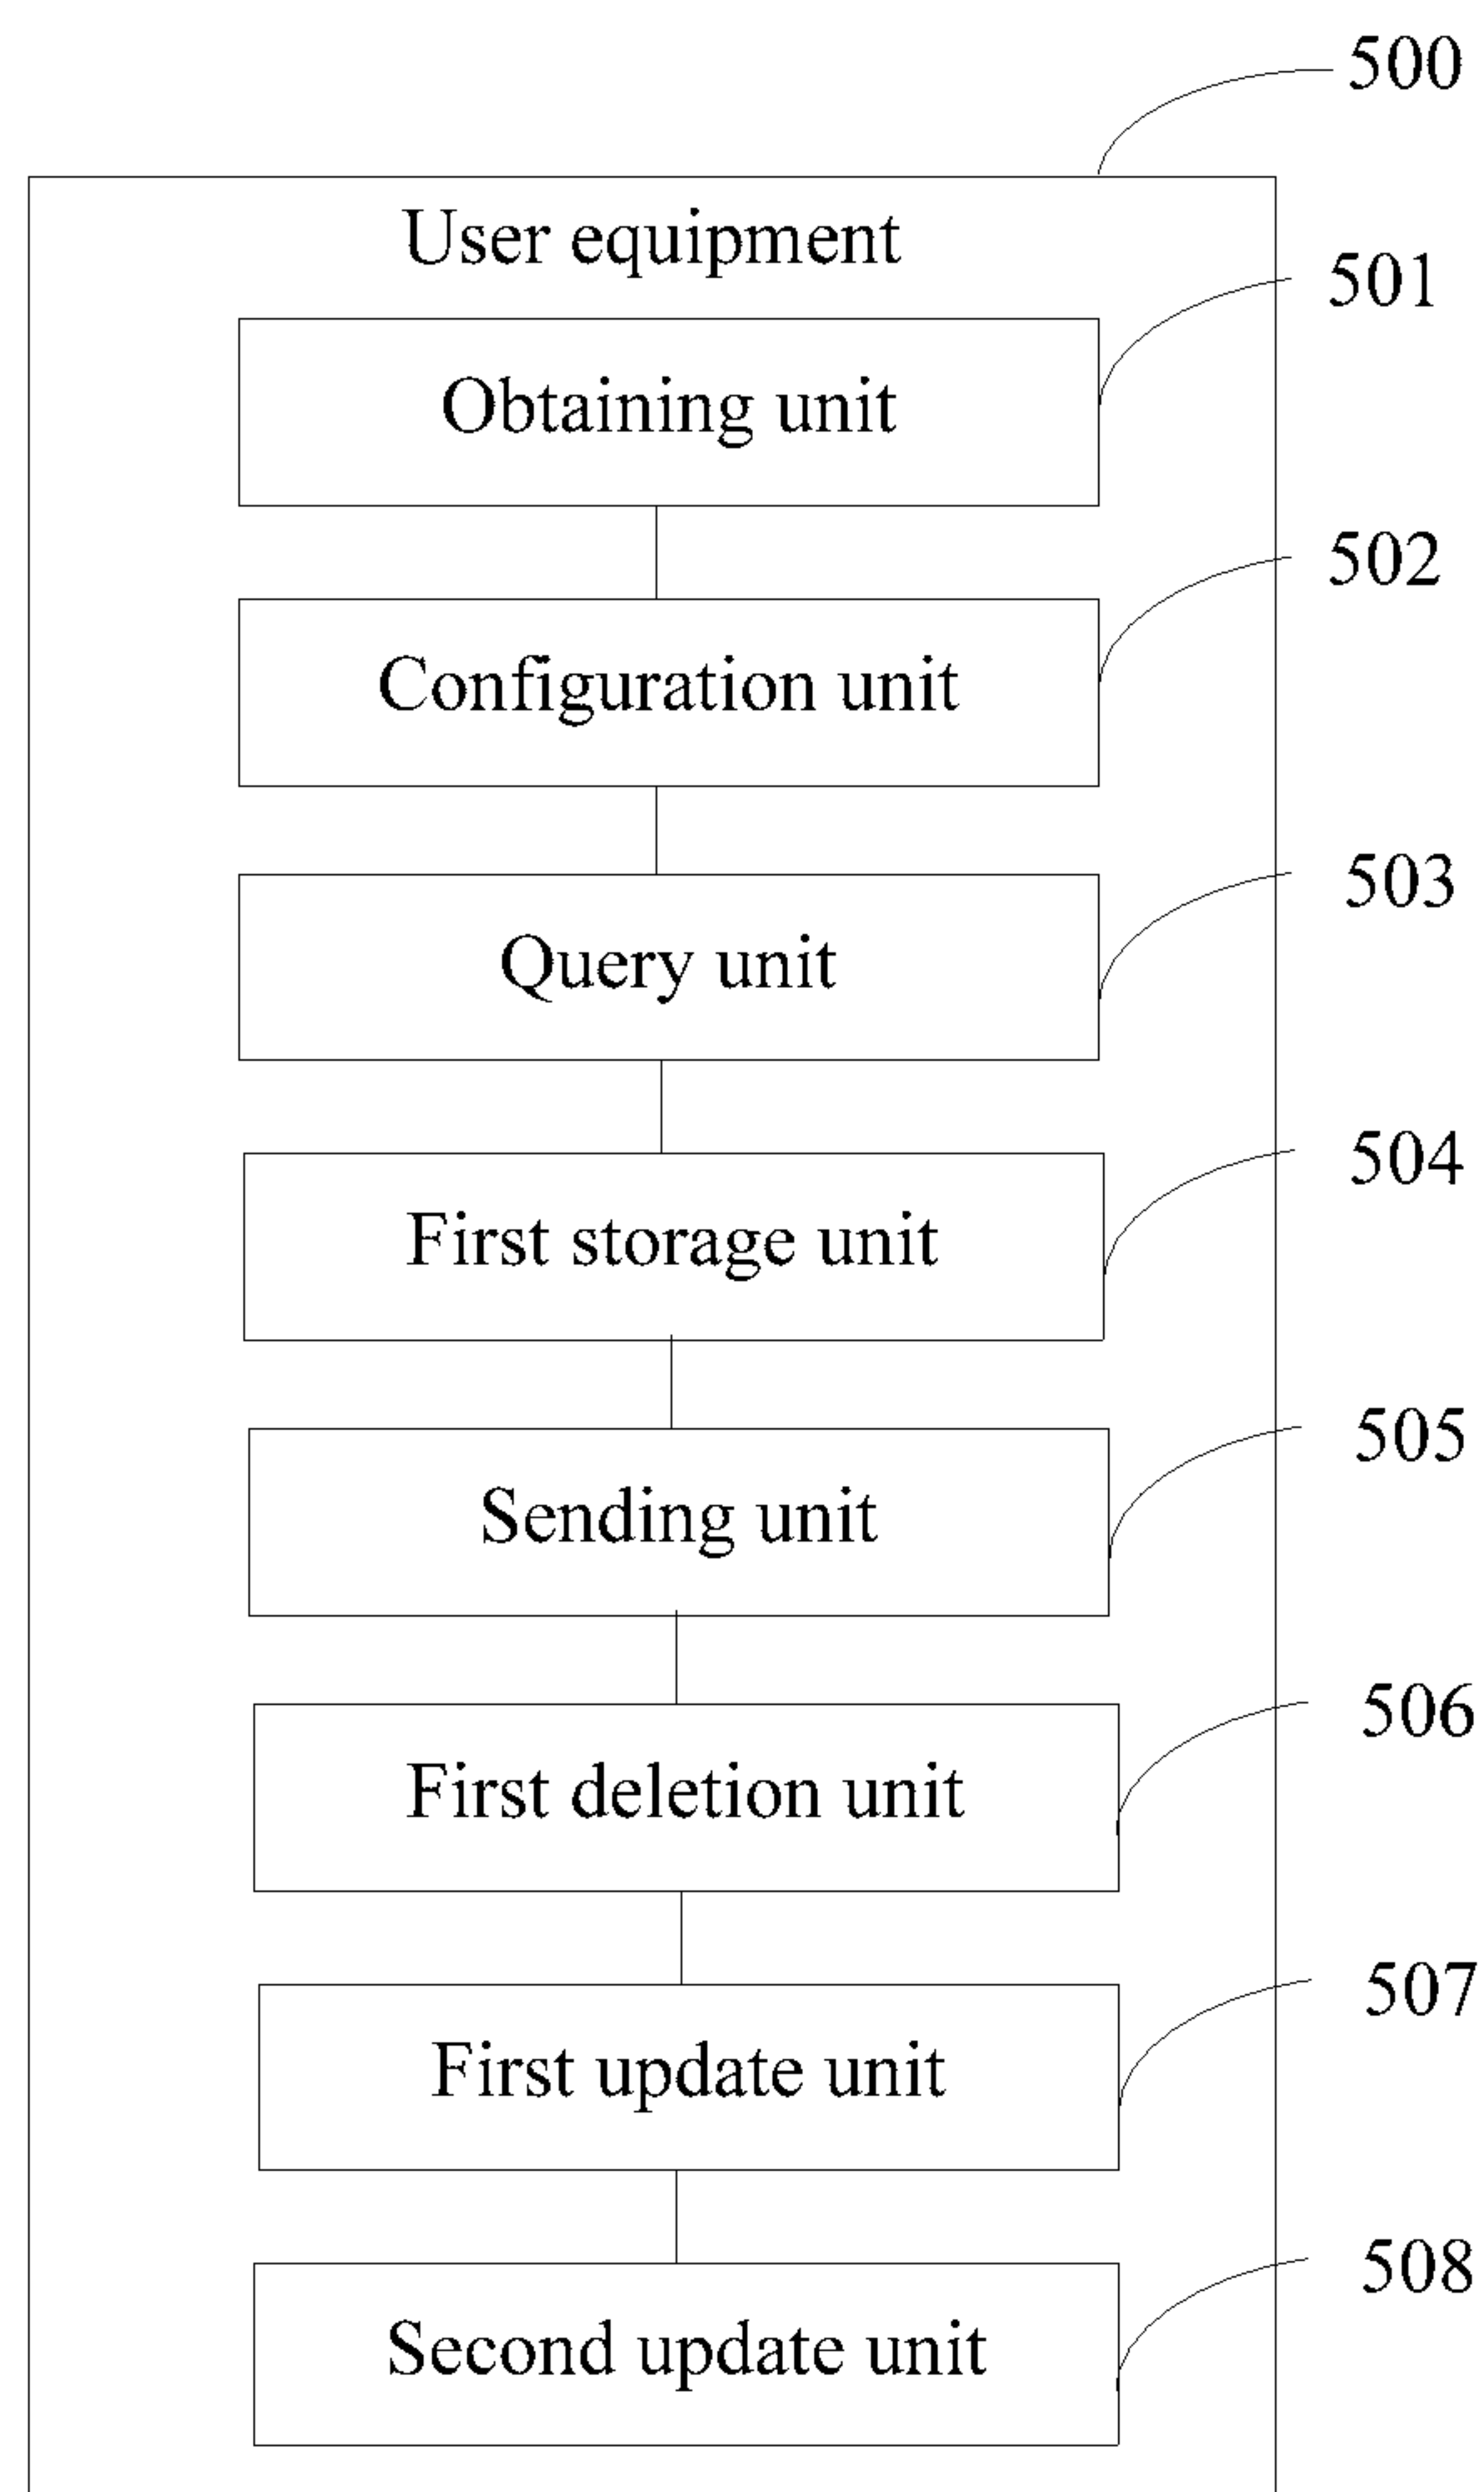 500
User equipment
501
Obtaining unit
502
Configuration unit
503
Query unit
504
First storage unit
505
Sending unit
506
First deletion unit
507
First update unit
508
Second update unit